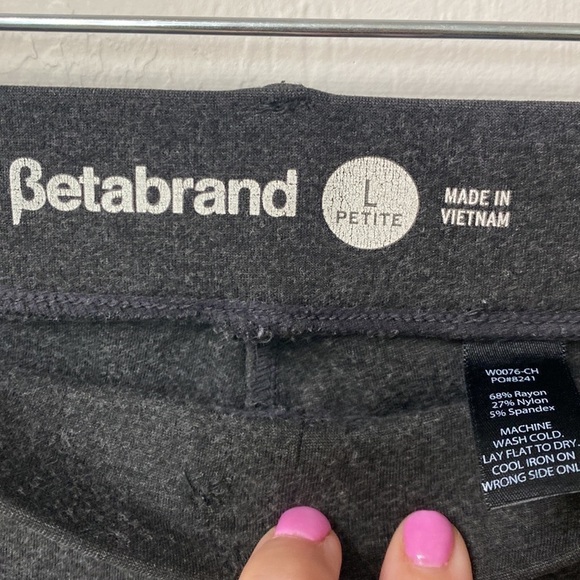 βetabrand
L
PETITE
MADE IN
VIETNAM
W0076-CH
PO#8241
68% Rayon
27% Nylon
5% Spandex
MACHINE
WASH COLD.
LAY FLAT TO DRY.
COOL IRON ON
WRONG SIDE ONL